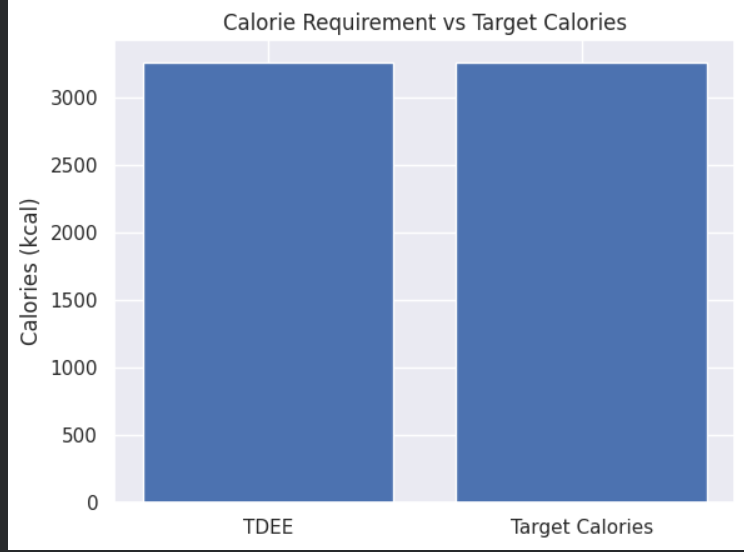 Calorie Requirement vs Target Calories
Calories (kcal)
3000
2500
2000
1500
1000
500
0
TDEE
Target Calories